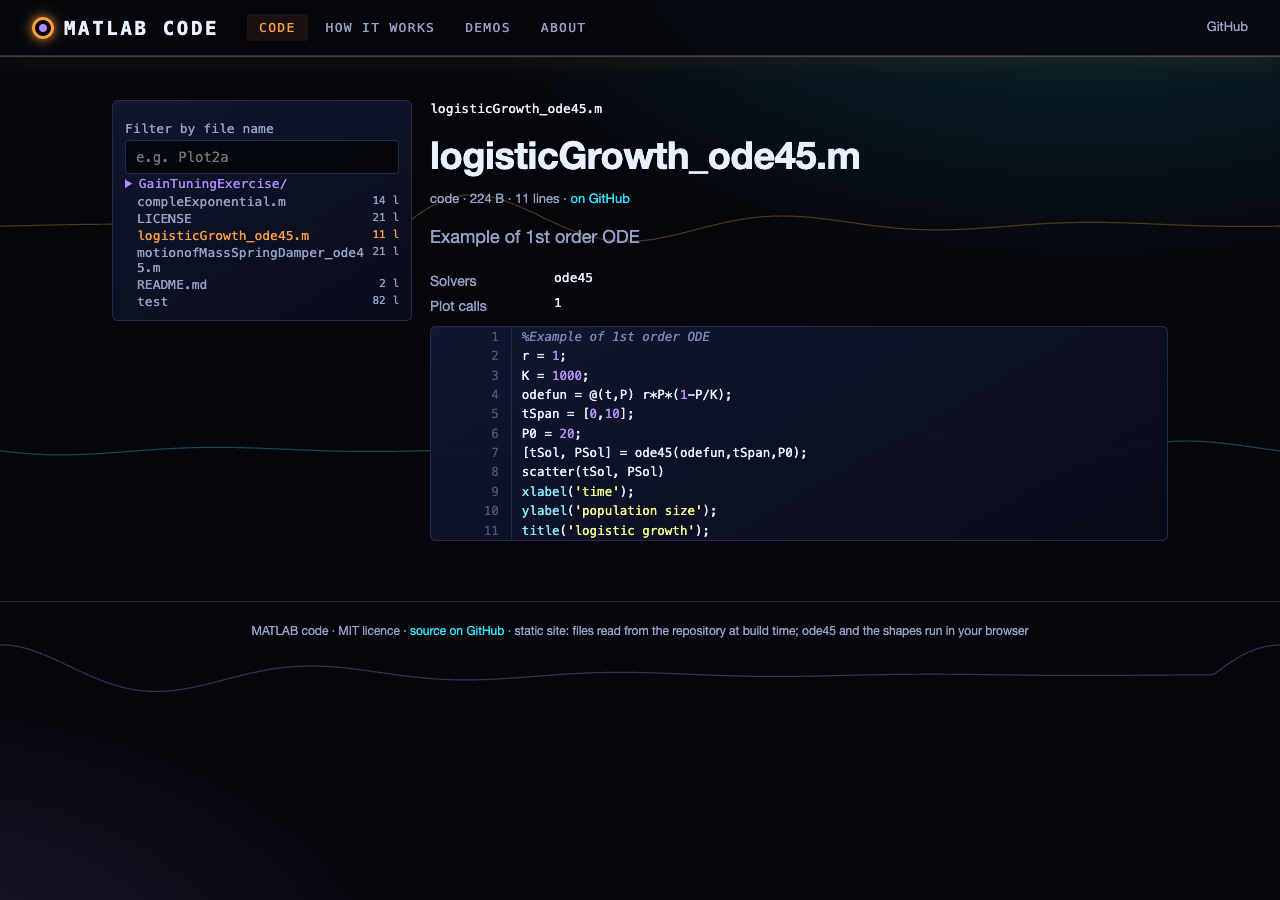 MATLAB CODE CODE HOW IT WORKS DEMOS ABOUT GitHub
Filter by file name
e.g. Plot2a
▶ GainTuningExercise/
compleExponential.m 14 l
LICENSE 21 l
logisticGrowth_ode45.m 11 l
motionofMassSpringDamper_ode4 21 l
5.m
README.md 2 l
test 82 l
logisticGrowth_ode45.m
logisticGrowth_ode45.m
code · 224 B · 11 lines · on GitHub
Example of 1st order ODE
Solvers ode45
Plot calls 1
1 %Example of 1st order ODE
2 r = 1;
3 K = 1000;
4 odefun = @(t,P) r*P*(1-P/K);
5 tSpan = [0,10];
6 P0 = 20;
7 [tSol, PSol] = ode45(odefun,tSpan,P0);
8 scatter(tSol, PSol)
9 xlabel('time');
10 ylabel('population size');
11 title('logistic growth');
MATLAB code · MIT licence · source on GitHub · static site: files read from the repository at build time; ode45 and the shapes run in your browser